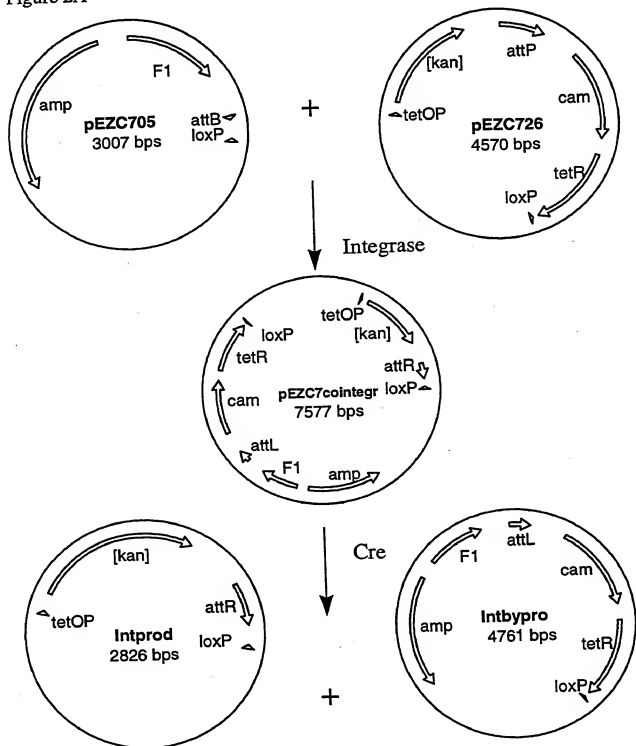 Figure 2A
F1
amp
attB
loxP
pEZC705
3007 bps
+
[kan]
attP
cam
tetOP
pEZC726
4570 bps
tetR
loxP
Integrase
tetOP
[kan]
loxP
tetR
attR
loxP
pEZC7cointegr
7577 bps
cam
attL
F1
amp
Cre
[kan]
tetOP
attR
loxP
Intprod
2826 bps
+
F1
attL
cam
amp
Intbypro
4761 bps
tetR
loxP